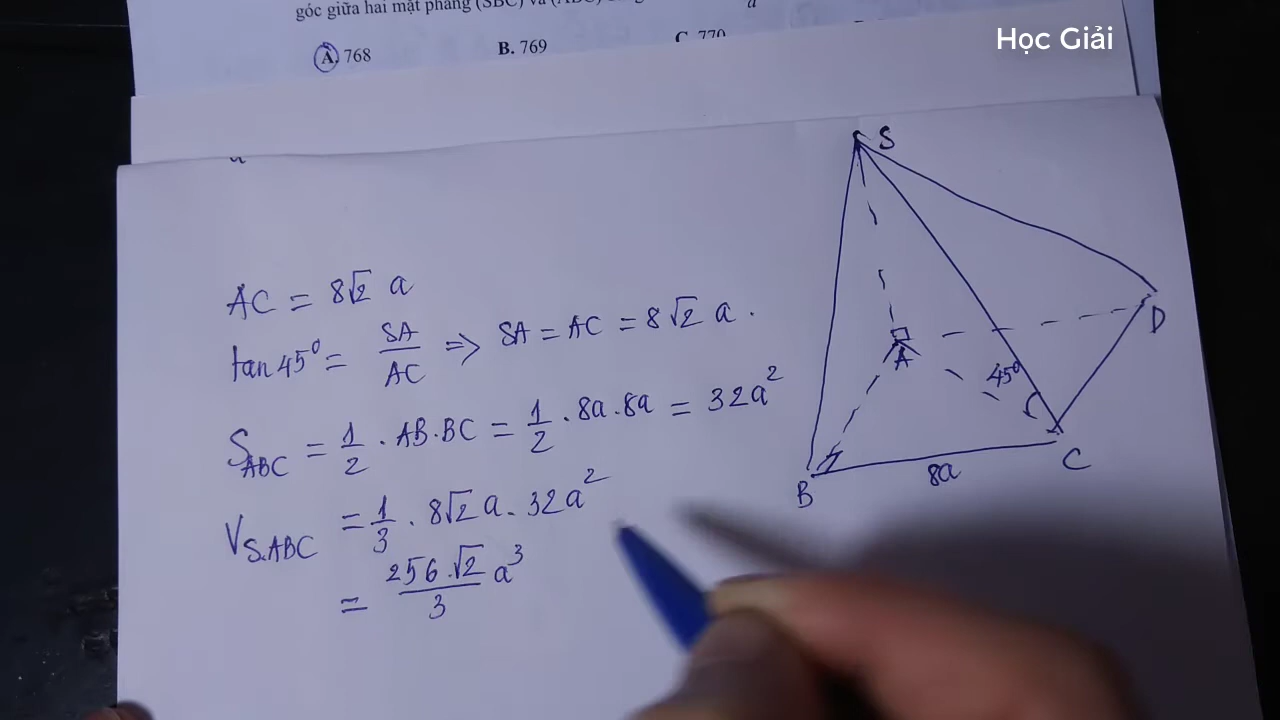 góc giữa hai mặt phẳng (SBC) và
Học Giải
A. 768 B. 769 C. 770
S
AC = 8√2 a
tan 45° = SA/AC => SA = AC = 8√2 a .
D
A
45°
S_ABC = 1/2 . AB.BC = 1/2 . 8a . 8a = 32a²
C
8a
B
V_S.ABC = 1/3 . 8√2 a . 32a²
= 256.√2/3 a³